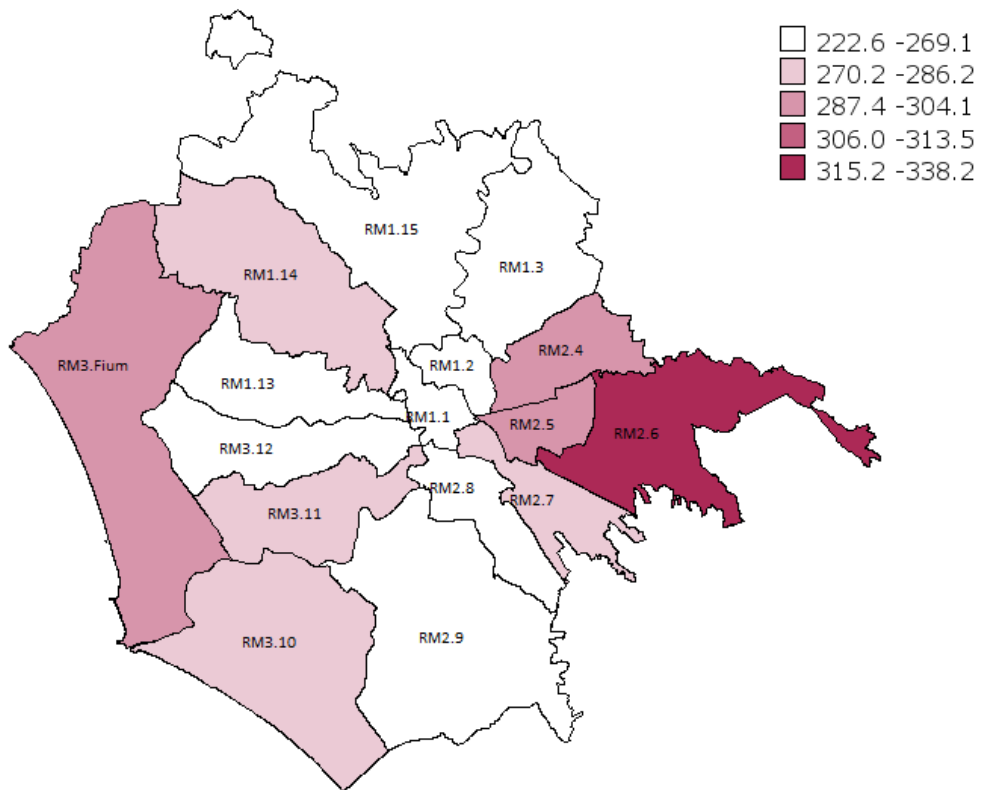 222.6 -269.1
270.2 -286.2
287.4 -304.1
306.0 -313.5
315.2 -338.2
RM1.15
RM1.3
RM1.14
RM2.4
RM3.Fium
RM1.2
RM1.13
RM1.1
RM2.5
RM2.6
RM3.12
RM2.8
RM2.7
RM3.11
RM3.10
RM2.9